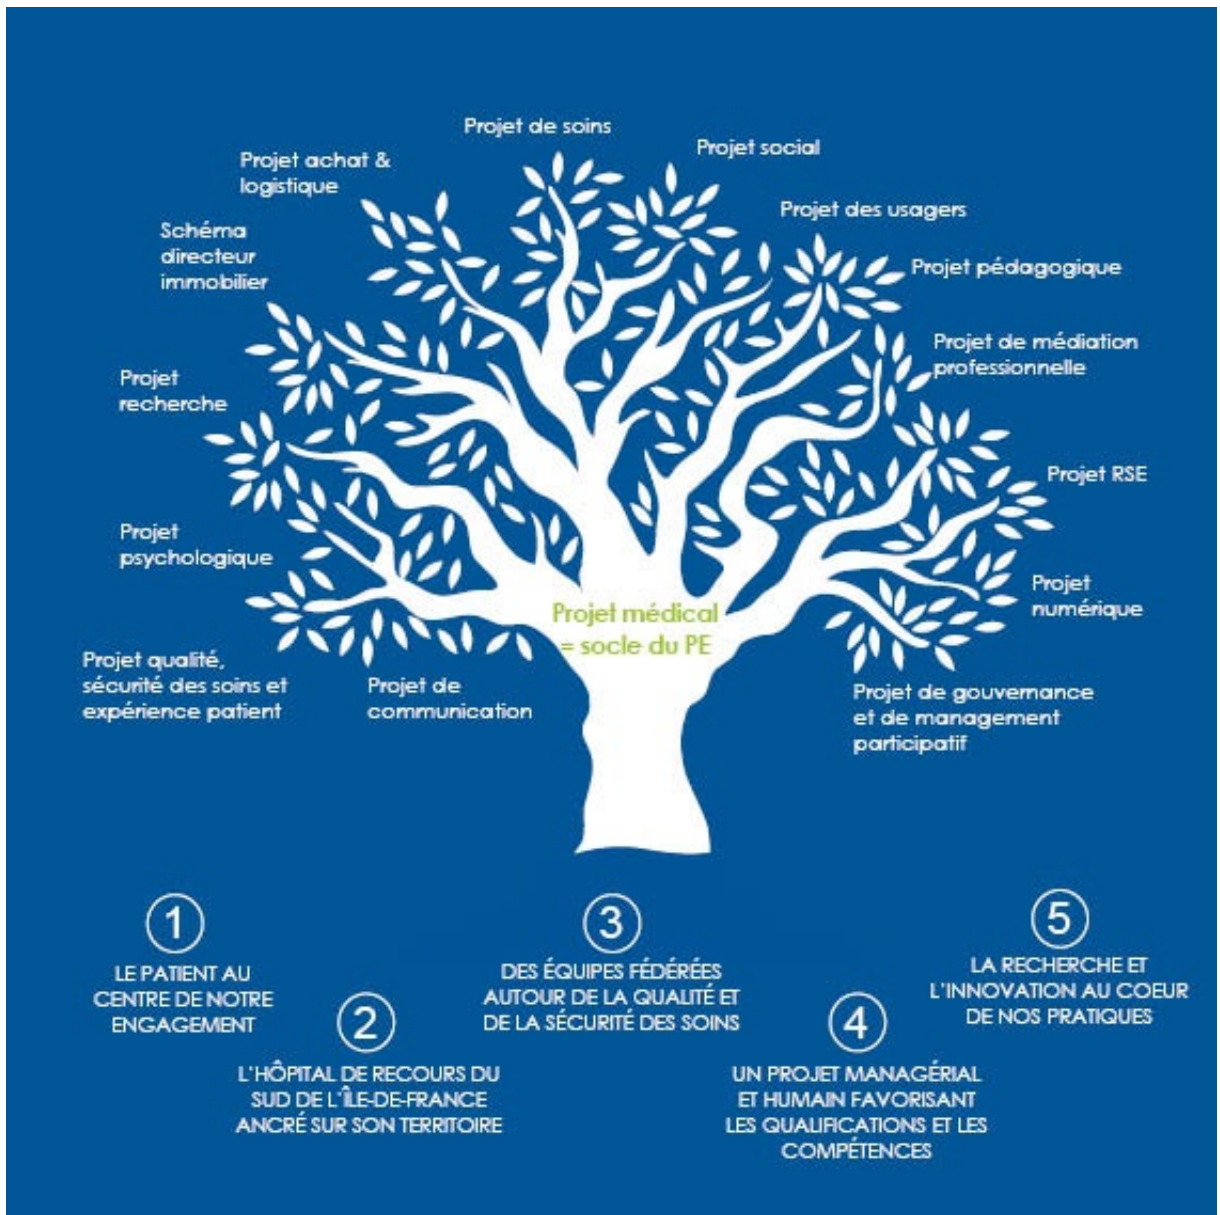 Projet de soins
Projet social
Projet achat &
logistique
Projet des usagers
Schéma
directeur
immobilier
Projet pédagogique
Projet de médiation
professionnelle
Projet
recherche
Projet RSE
Projet
psychologique
Projet
numérique
Projet médical
= socle du PE
Projet qualité,
sécurité des soins et
expérience patient
Projet de
communication
Projet de gouvernance
et de management
participatif
1
LE PATIENT AU
CENTRE DE NOTRE
ENGAGEMENT
2
L'HÔPITAL DE RECOURS DU
SUD DE L'ÎLE-DE-FRANCE
ANCRÉ SUR SON TERRITOIRE
3
DES ÉQUIPES FÉDÉRÉES
AUTOUR DE LA QUALITÉ ET
DE LA SÉCURITÉ DES SOINS
4
UN PROJET MANAGÉRIAL
ET HUMAIN FAVORISANT
LES QUALIFICATIONS ET LES
COMPÉTENCES
5
LA RECHERCHE ET
L'INNOVATION AU COEUR
DE NOS PRATIQUES